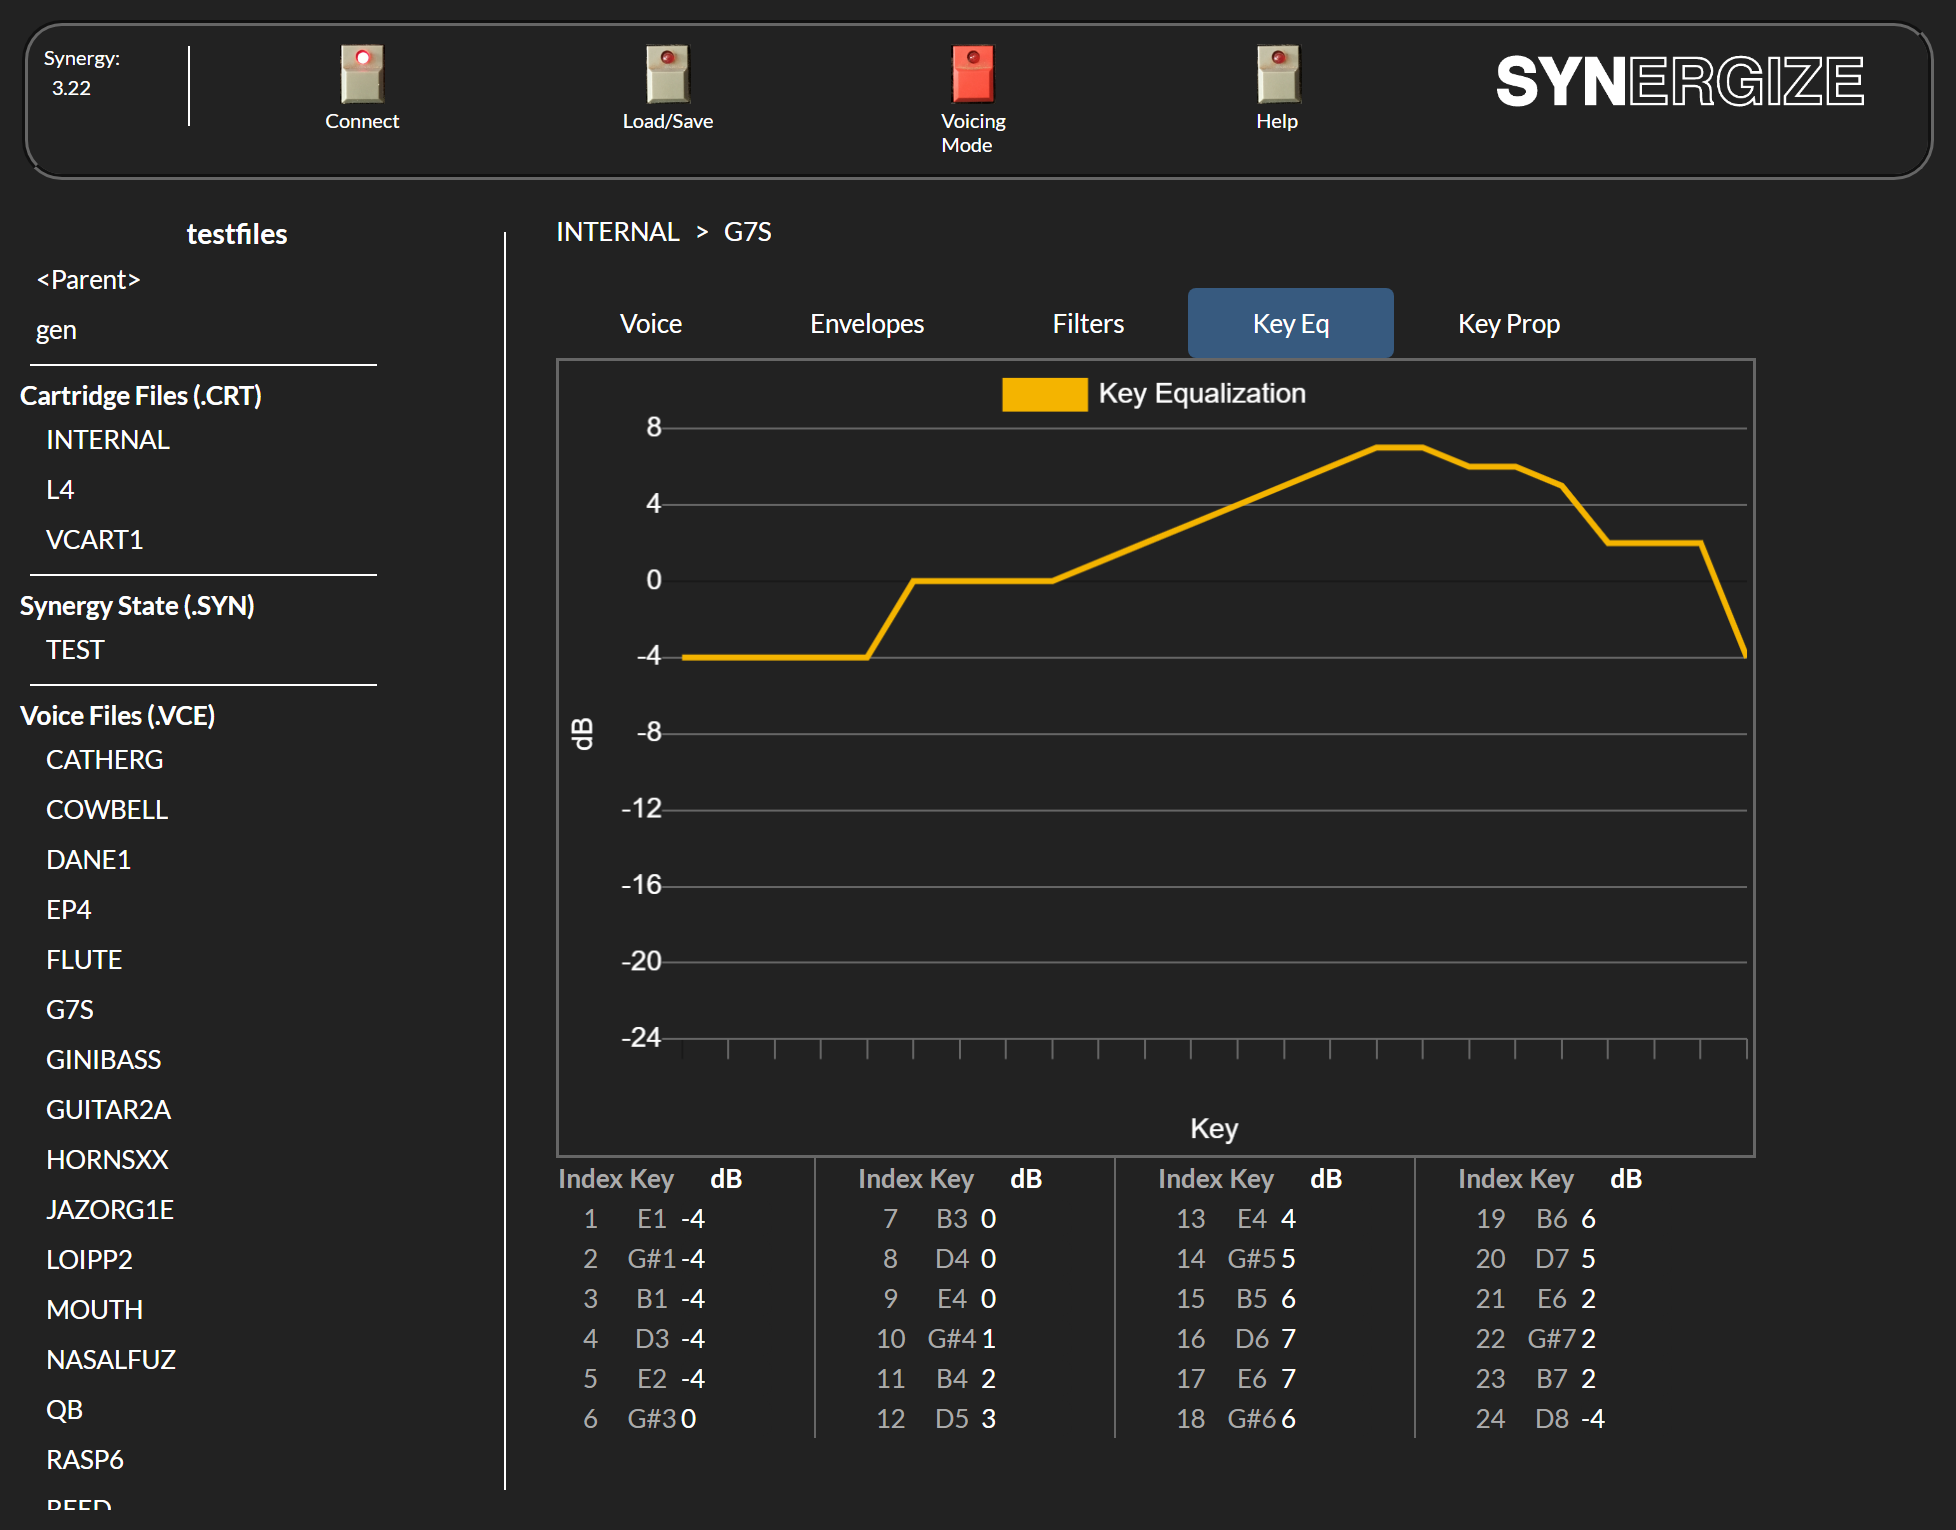 Synergy:
3.22
Connect
Load/Save
Voicing
Mode
Help
SYNERGIZE
testfiles
<Parent>
gen
Cartridge Files (.CRT)
INTERNAL
L4
VCART1
Synergy State (.SYN)
TEST
Voice Files (.VCE)
CATHERG
COWBELL
DANE1
EP4
FLUTE
G7S
GINIBASS
GUITAR2A
HORNSXX
JAZORG1E
LOIPP2
MOUTH
NASALFUZ
QB
RASP6
REED
INTERNAL > G7S
Voice Envelopes Filters Key Eq Key Prop
Key Equalization
8
4
0
-4
-8
-12
-16
-20
-24
dB
Key
Index Key dB
1 E1 -4
2 G#1 -4
3 B1 -4
4 D3 -4
5 E2 -4
6 G#3 0
Index Key dB
7 B3 0
8 D4 0
9 E4 0
10 G#4 1
11 B4 2
12 D5 3
Index Key dB
13 E4 4
14 G#5 5
15 B5 6
16 D6 7
17 E6 7
18 G#6 6
Index Key dB
19 B6 6
20 D7 5
21 E6 2
22 G#7 2
23 B7 2
24 D8 -4